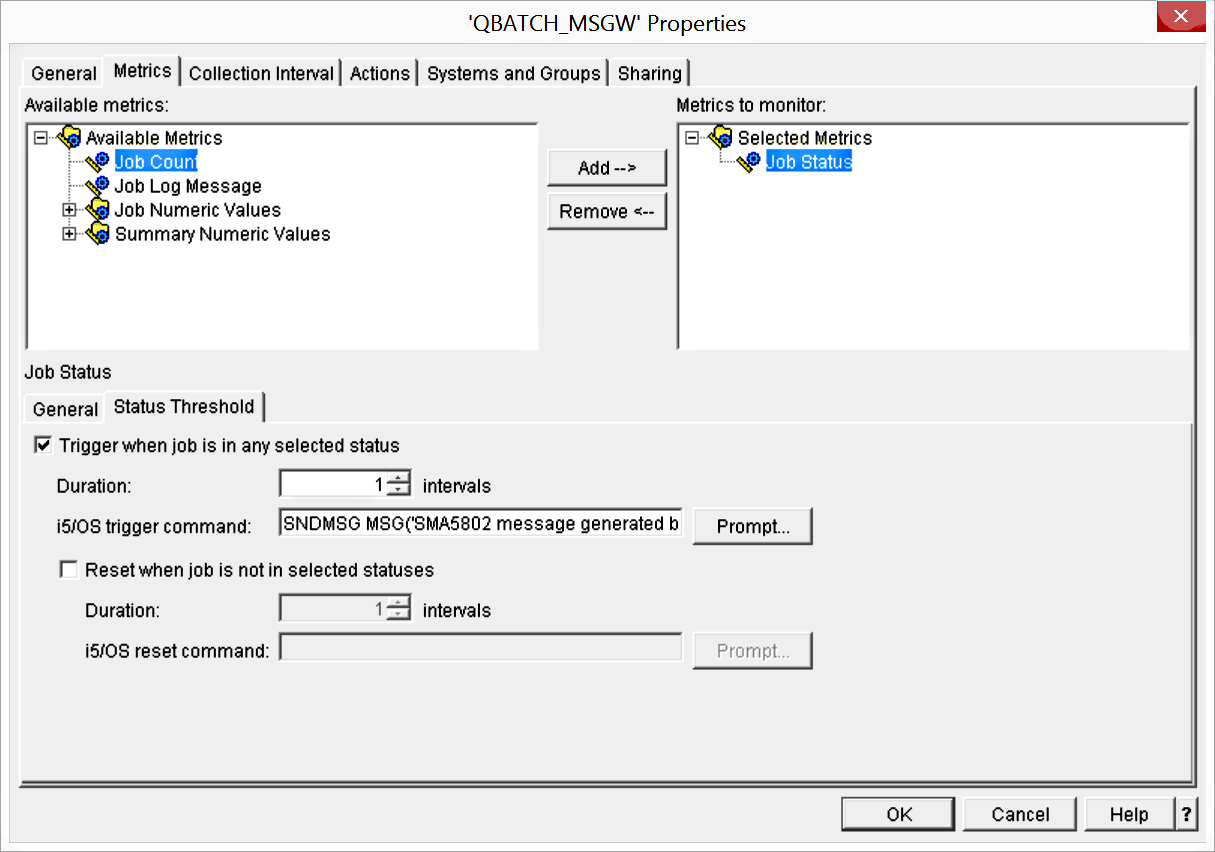 'QBATCH_MSGW' Properties
General Metrics Collection Interval Actions Systems and Groups Sharing
Available metrics: Metrics to monitor:
Available Metrics Selected Metrics
Job Count Add --> Job Status
Job Log Message
Job Numeric Values Remove <--
Summary Numeric Values
Job Status
General Status Threshold
Trigger when job is in any selected status
Duration: 1 intervals
i5/OS trigger command: SNDMSG MSG('SMA5802 message generated b Prompt...
Reset when job is not in selected statuses
Duration: 1 intervals
i5/OS reset command: Prompt...
OK Cancel Help ?